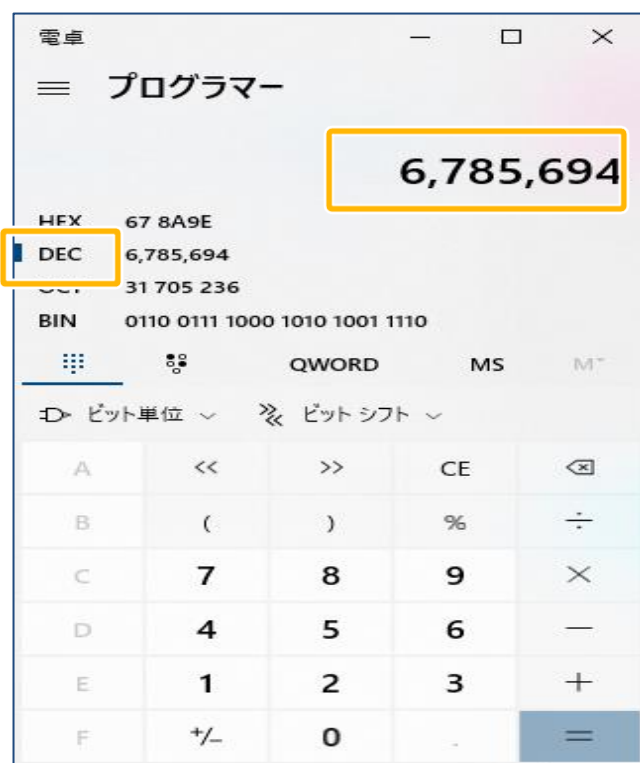 電卓
プログラマー
6,785,694
HEX 67 8A9E
DEC 6,785,694
OCT 31 705 236
BIN 0110 0111 1000 1010 1001 1110
QWORD MS M˅
ビット単位 ビット シフト
A << >> CE
B ( ) % ÷
C 7 8 9 ×
D 4 5 6 −
E 1 2 3 +
F +/− 0 . =